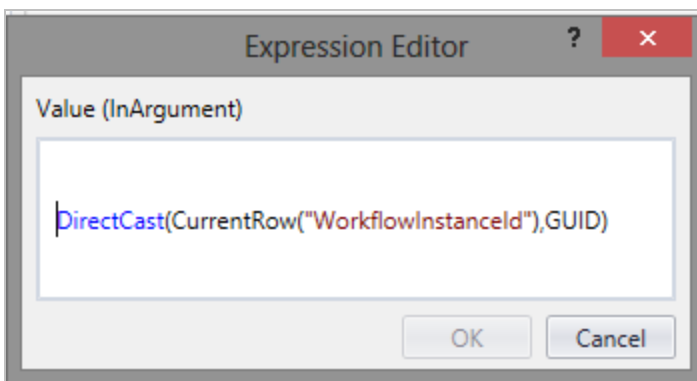 Expression Editor ? ×
Value (InArgument)
DirectCast(CurrentRow("WorkflowInstanceId"),GUID)
OK Cancel